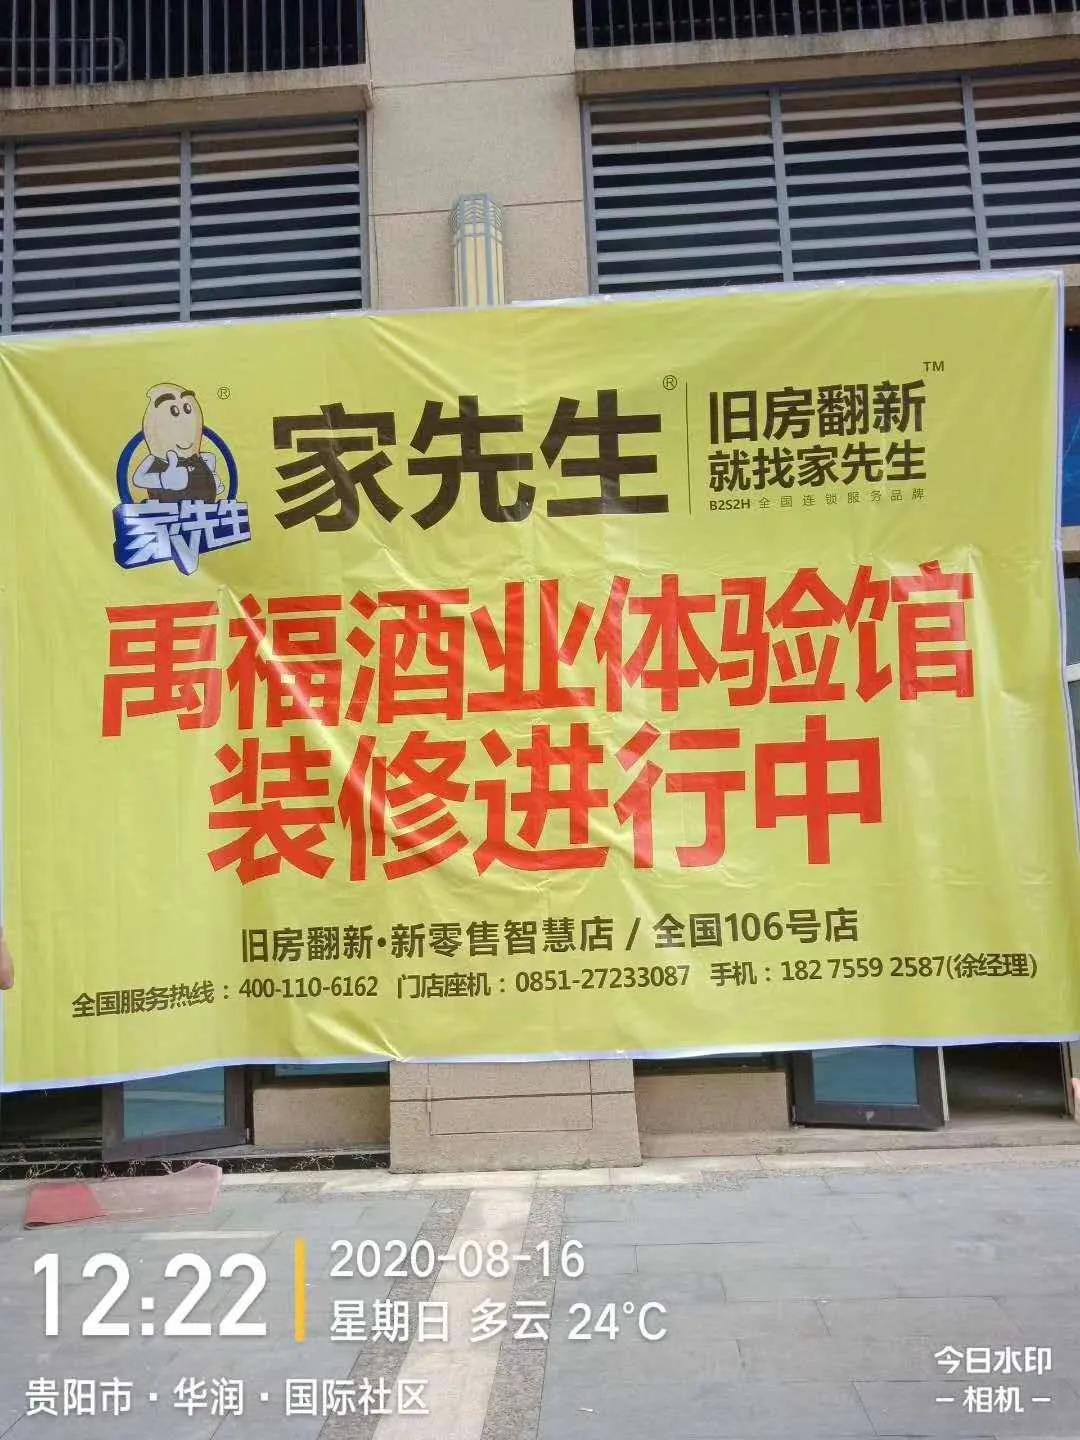 家先生®
®
家先生
旧房翻新™
就找家先生
B2S2H 全国连锁服务品牌
禹福酒业体验馆
装修进行中
旧房翻新·新零售智慧店 / 全国106号店
全国服务热线：400-110-6162 门店座机：0851-27233087 手机：182 7559 2587(徐经理)
12:22
2020-08-16
星期日 多云 24°C
贵阳市·华润·国际社区
今日水印
相机